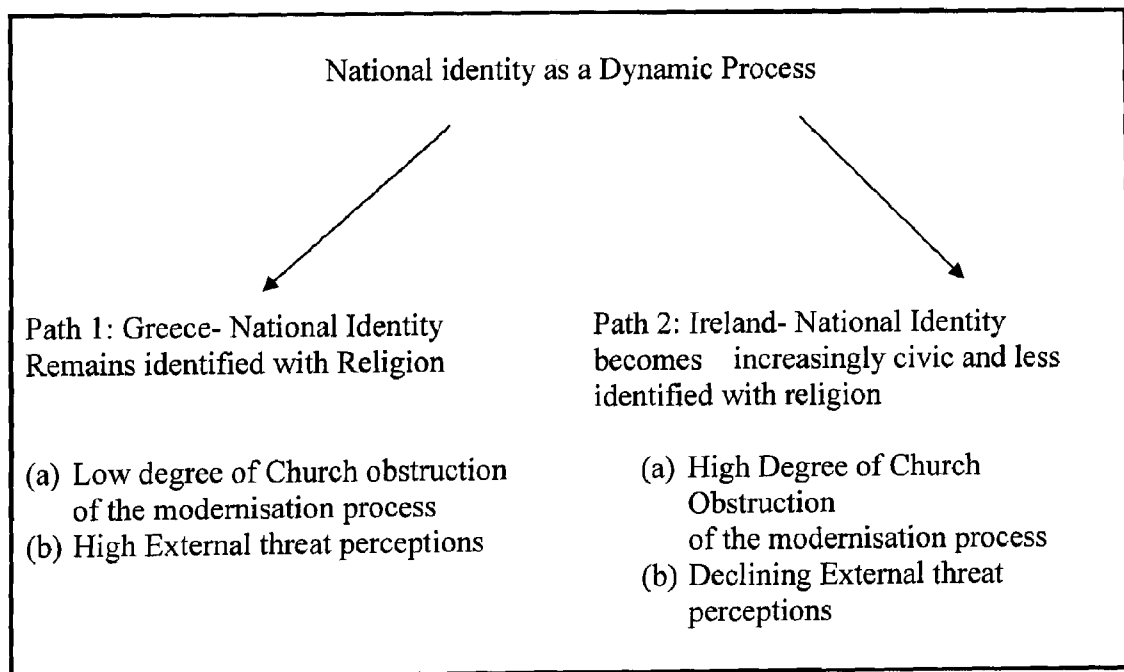 National identity as a Dynamic Process
Path 1: Greece- National Identity
Remains identified with Religion
(a) Low degree of Church obstruction
of the modernisation process
(b) High External threat perceptions
Path 2: Ireland- National Identity
becomes increasingly civic and less
identified with religion
(a) High Degree of Church
Obstruction
of the modernisation process
(b) Declining External threat
perceptions